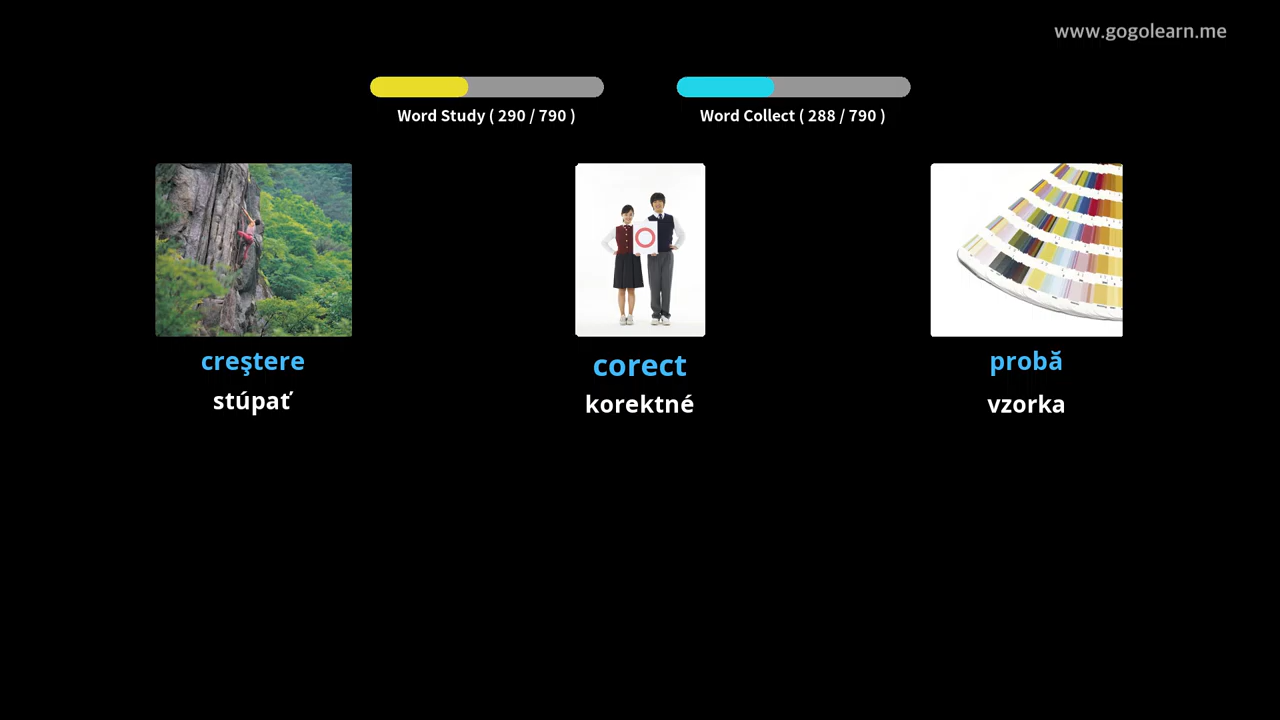 www.gogolearn.me
Word Study ( 290 / 790 )
Word Collect ( 288 / 790 )
creştere
stúpať
corect
korektné
probă
vzorka